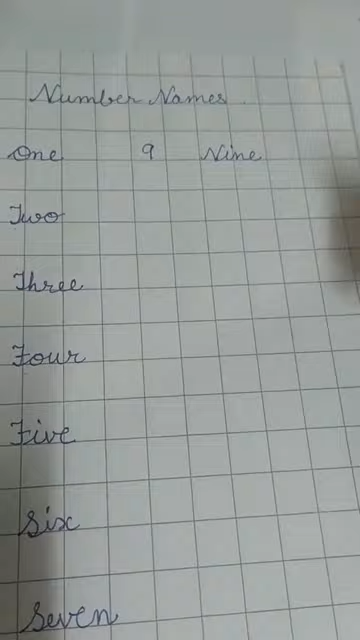 Number Names.
One 9 Nine
Two
Three
Four
Five
Six
Seven